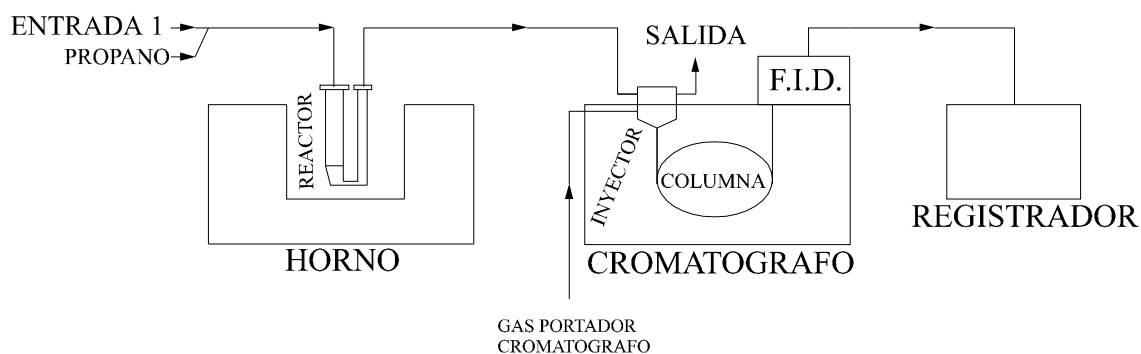 ENTRADA 1
PROPANO
REACTOR
HORNO
SALIDA
INYECTOR
COLUMNA
F.I.D.
CROMATOGRAFO
REGISTRADOR
GAS PORTADOR
CROMATOGRAFO